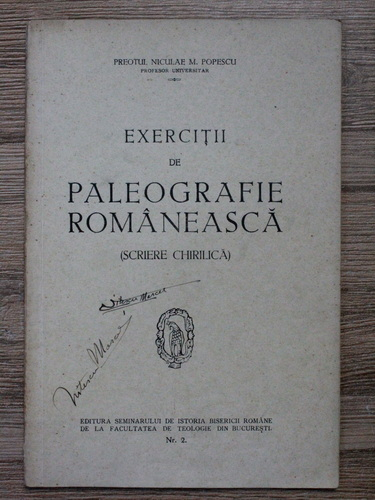 PREOTUL NICULAE M. POPESCU
PROFESOR UNIVERSITAR
EXERCIȚII
DE
PALEOGRAFIE
ROMÂNEASCĂ
(SCRIERE CHIRILICĂ)
EDITURA SEMINARULUI DE ISTORIA BISERICII ROMÂNE
DE LA FACULTATEA DE TEOLOGIE DIN BUCUREȘTI.
Nr. 2.